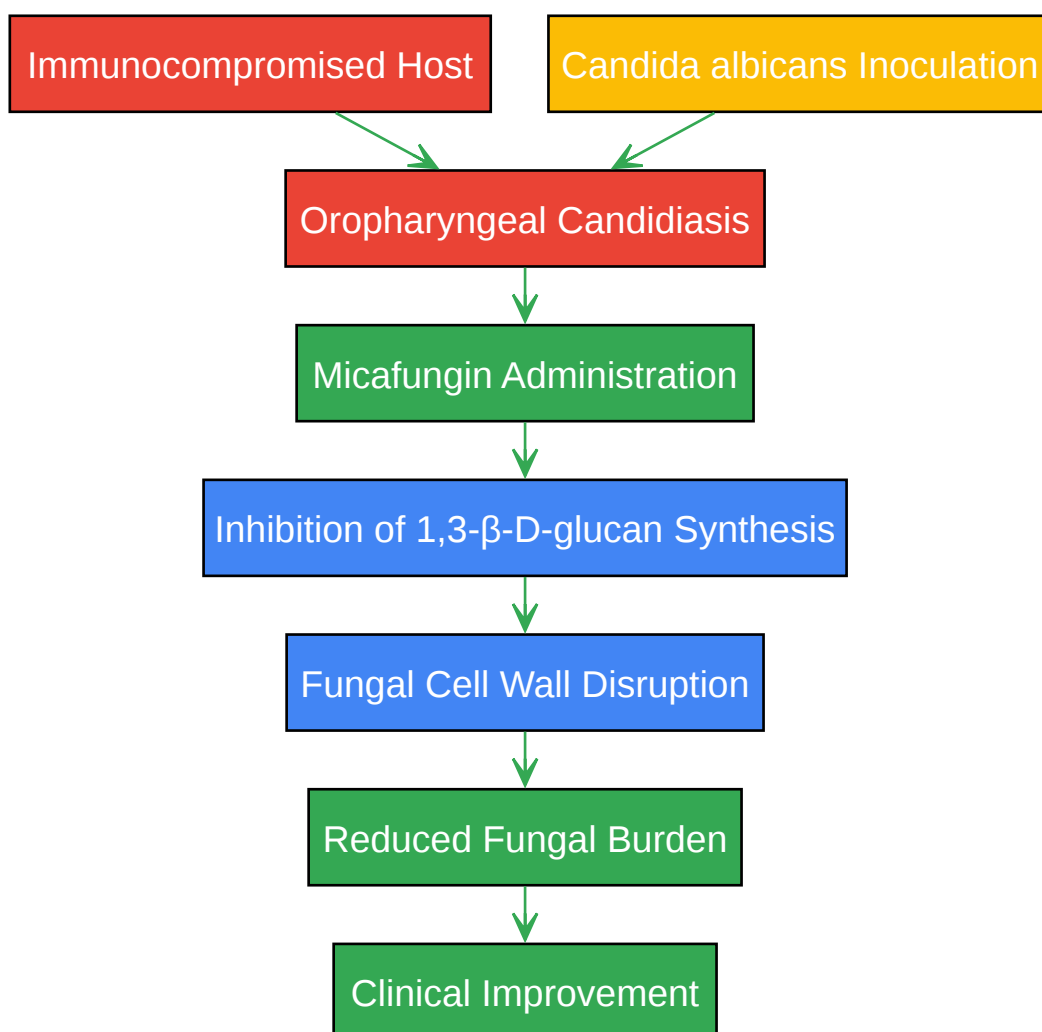 Immunocompromised Host
Candida albicans Inoculation
Oropharyngeal Candidiasis
Micafungin Administration
Inhibition of 1,3-β-D-glucan Synthesis
Fungal Cell Wall Disruption
Reduced Fungal Burden
Clinical Improvement